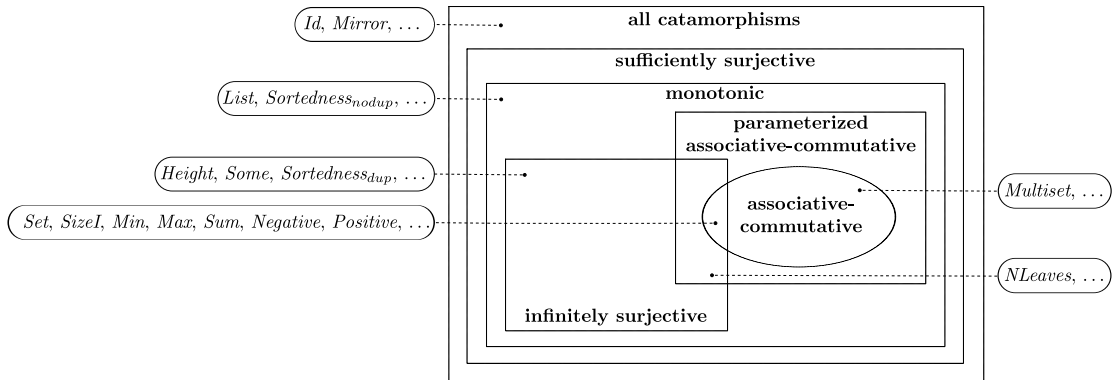 all catamorphisms
Id, Mirror, . . .
sufficiently surjective
monotonic
List, Sortedness_nodup, . . .
parameterized
associative-commutative
Height, Some, Sortedness_dup, . . .
Multiset, . . .
associative-
commutative
Set, SizeI, Min, Max, Sum, Negative, Positive, . . .
NLeaves, . . .
infinitely surjective